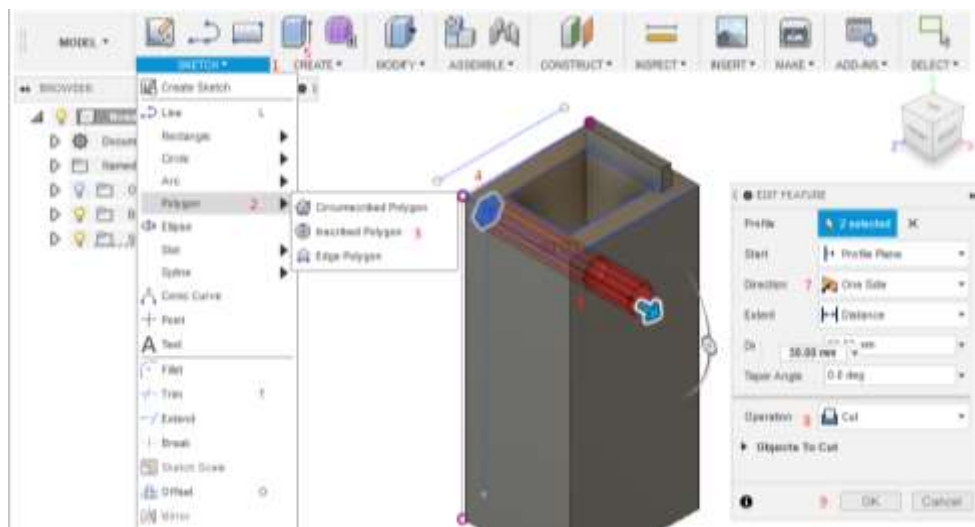 MODEL
SKETCH
1
5
CREATE
MODIFY
ASSEMBLE
CONSTRUCT
INSPECT
INSERT
MAKE
ADD-INS
SELECT
BROWSER
Named
Create Sketch
Line L
Rectangle
Circle
Arc
Polygon 2
Ellipse
Slot
Spline
Conic Curve
Point
Text
Fillet
Trim T
Extend
Break
Sketch Scale
Offset O
Mirror
Circumscribed Polygon
Inscribed Polygon 3
Edge Polygon
4
EDIT FEATURE
Profile 2 selected
Start Profile Plane
Direction 7 One Side
Extent Distance
Di mm
30.00 mm
Taper Angle 0.0 deg
Operation 8 Cut
Objects To Cut
9 OK Cancel